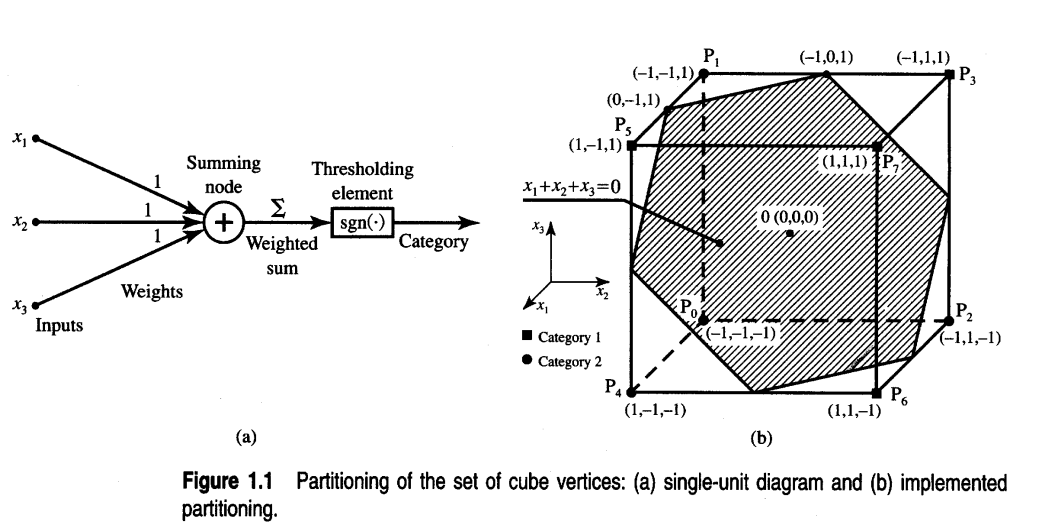 x₁
x₂
x₃
Inputs
1
1
1
Weights
Summing
node
+
Σ
Weighted
sum
Thresholding
element
sgn(·)
Category
(a)
P₁
(−1,0,1)
(−1,1,1)
(−1,−1,1)
P₃
(0,−1,1)
P₅
(1,−1,1)
(1,1,1)
P₇
x₁+x₂+x₃=0
0 (0,0,0)
x₃
x₂
x₁
P₀
(−1,−1,−1)
P₂
(−1,1,−1)
■ Category 1
● Category 2
P₄
(1,−1,−1)
(1,1,−1)
P₆
(b)
Figure 1.1 Partitioning of the set of cube vertices: (a) single-unit diagram and (b) implemented
partitioning.